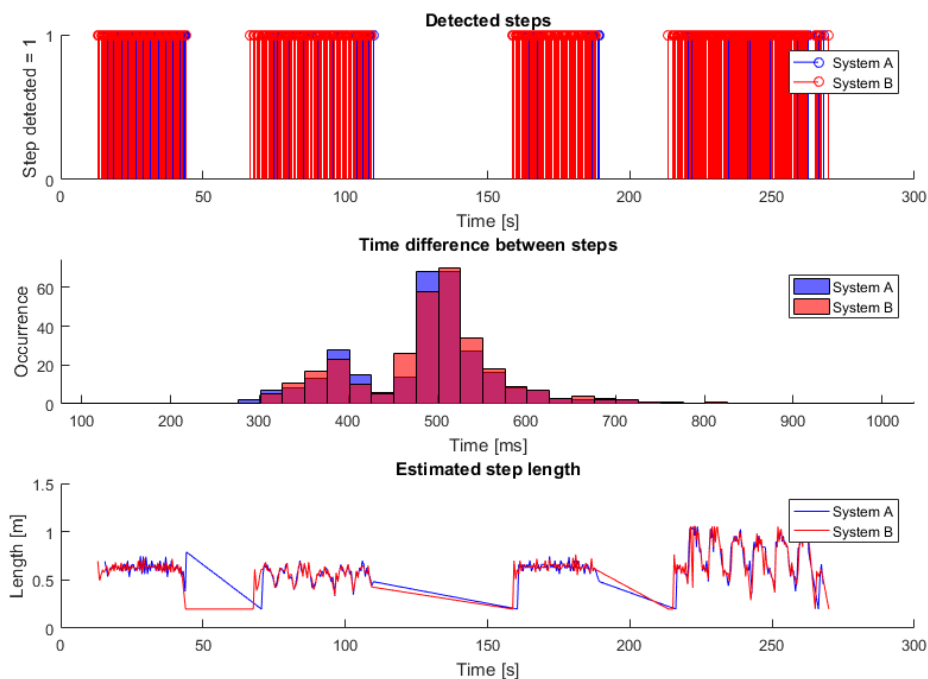 Detected steps
Step detected = 1
1
0
System A
System B
0 50 100 150 200 250 300
Time [s]
Time difference between steps
Occurrence
60
40
20
0
System A
System B
100 200 300 400 500 600 700 800 900 1000
Time [ms]
Estimated step length
Length [m]
1.5
1
0.5
0
System A
System B
0 50 100 150 200 250 300
Time [s]